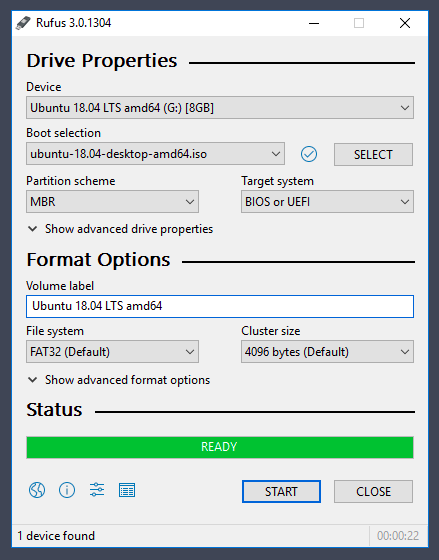 Rufus 3.0.1304
Drive Properties
Device
Ubuntu 18.04 LTS amd64 (G:) [8GB]
Boot selection
ubuntu-18.04-desktop-amd64.iso
SELECT
Partition scheme
Target system
MBR
BIOS or UEFI
Show advanced drive properties
Format Options
Volume label
Ubuntu 18.04 LTS amd64
File system
Cluster size
FAT32 (Default)
4096 bytes (Default)
Show advanced format options
Status
READY
START
CLOSE
1 device found
00:00:22